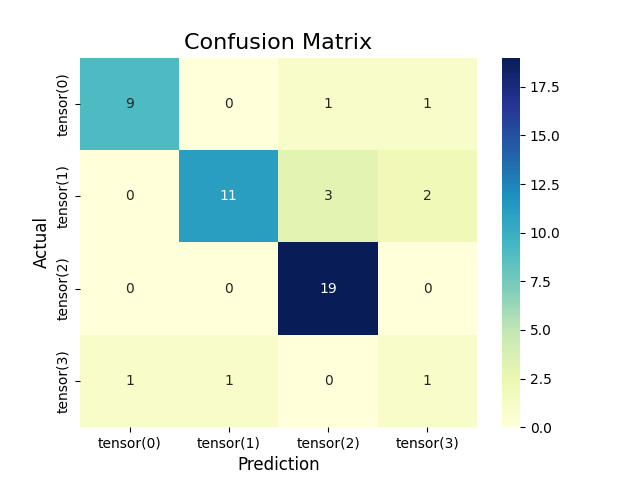 Confusion Matrix
tensor(0) 9 0 1 1
tensor(1) 0 11 3 2
tensor(2) 0 0 19 0
tensor(3) 1 1 0 1
tensor(0) tensor(1) tensor(2) tensor(3)
Prediction
Actual
17.5
15.0
12.5
10.0
7.5
5.0
2.5
0.0